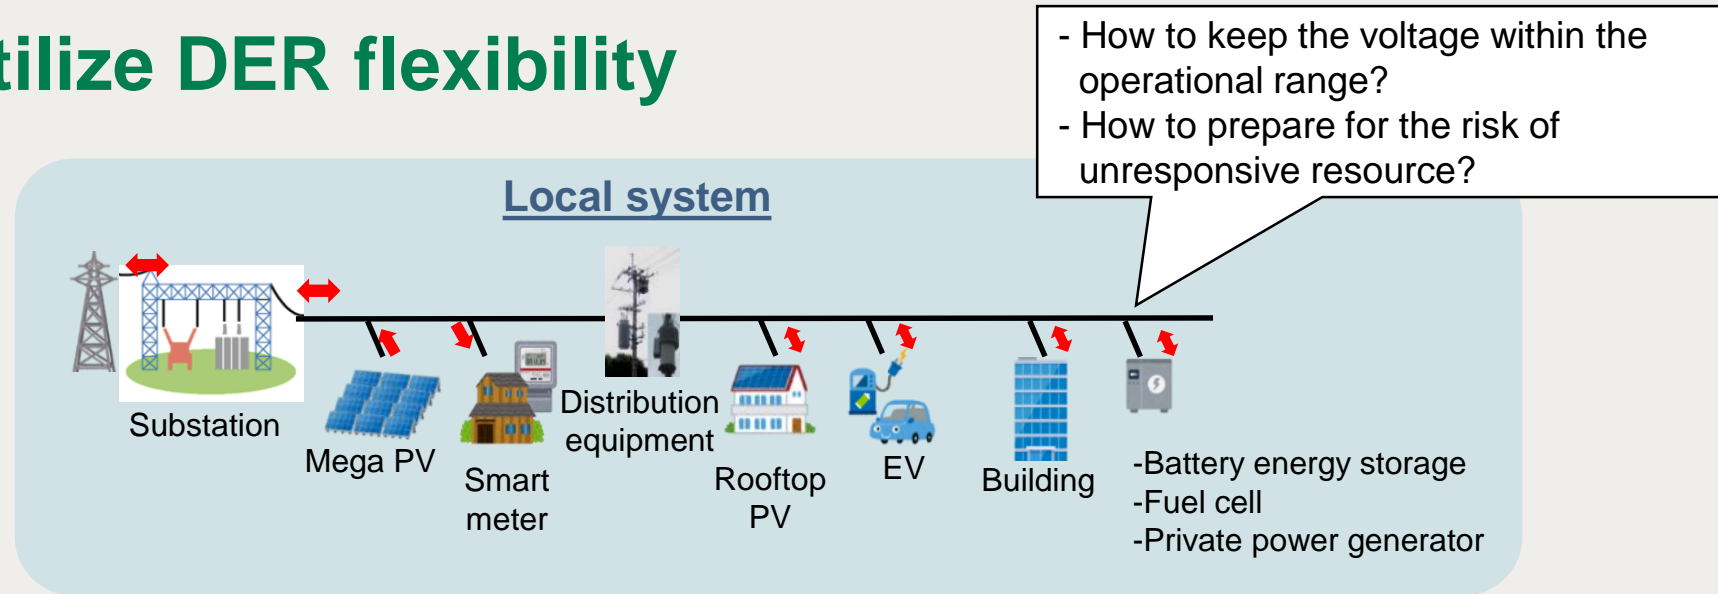 tilize DER flexibility
- How to keep the voltage within the
operational range?
- How to prepare for the risk of
unresponsive resource?
Local system
Substation
Mega PV
Smart
meter
Distribution
equipment
Rooftop
PV
EV
Building
-Battery energy storage
-Fuel cell
-Private power generator